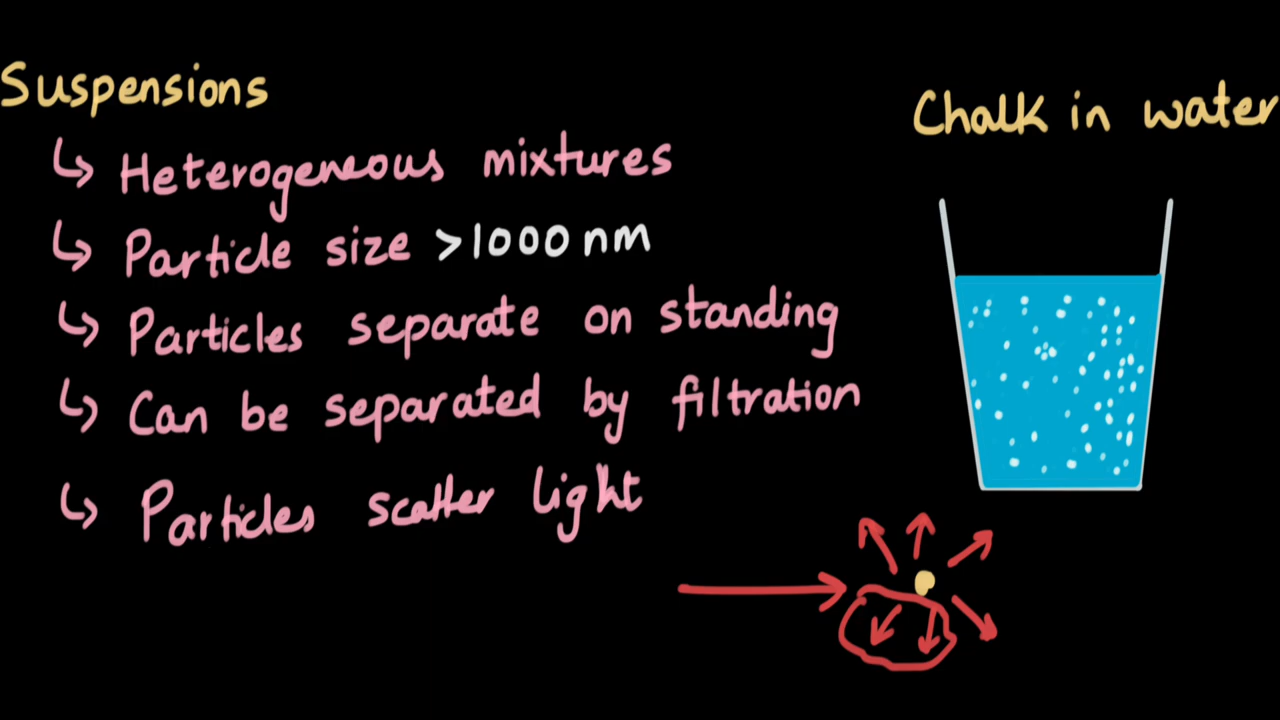 Suspensions
↳ Heterogeneous mixtures
↳ Particle size >1000 nm
↳ Particles separate on standing
↳ Can be separated by filtration
↳ Particles scatter light
Chalk in water